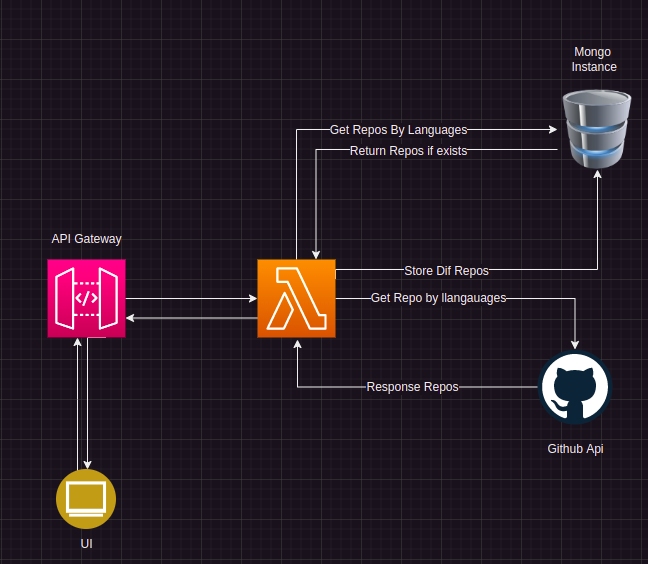 Mongo
Instance
Get Repos By Languages
Return Repos if exists
API Gateway
</>
Store Dif Repos
Get Repo by llangauages
Response Repos
Github Api
UI